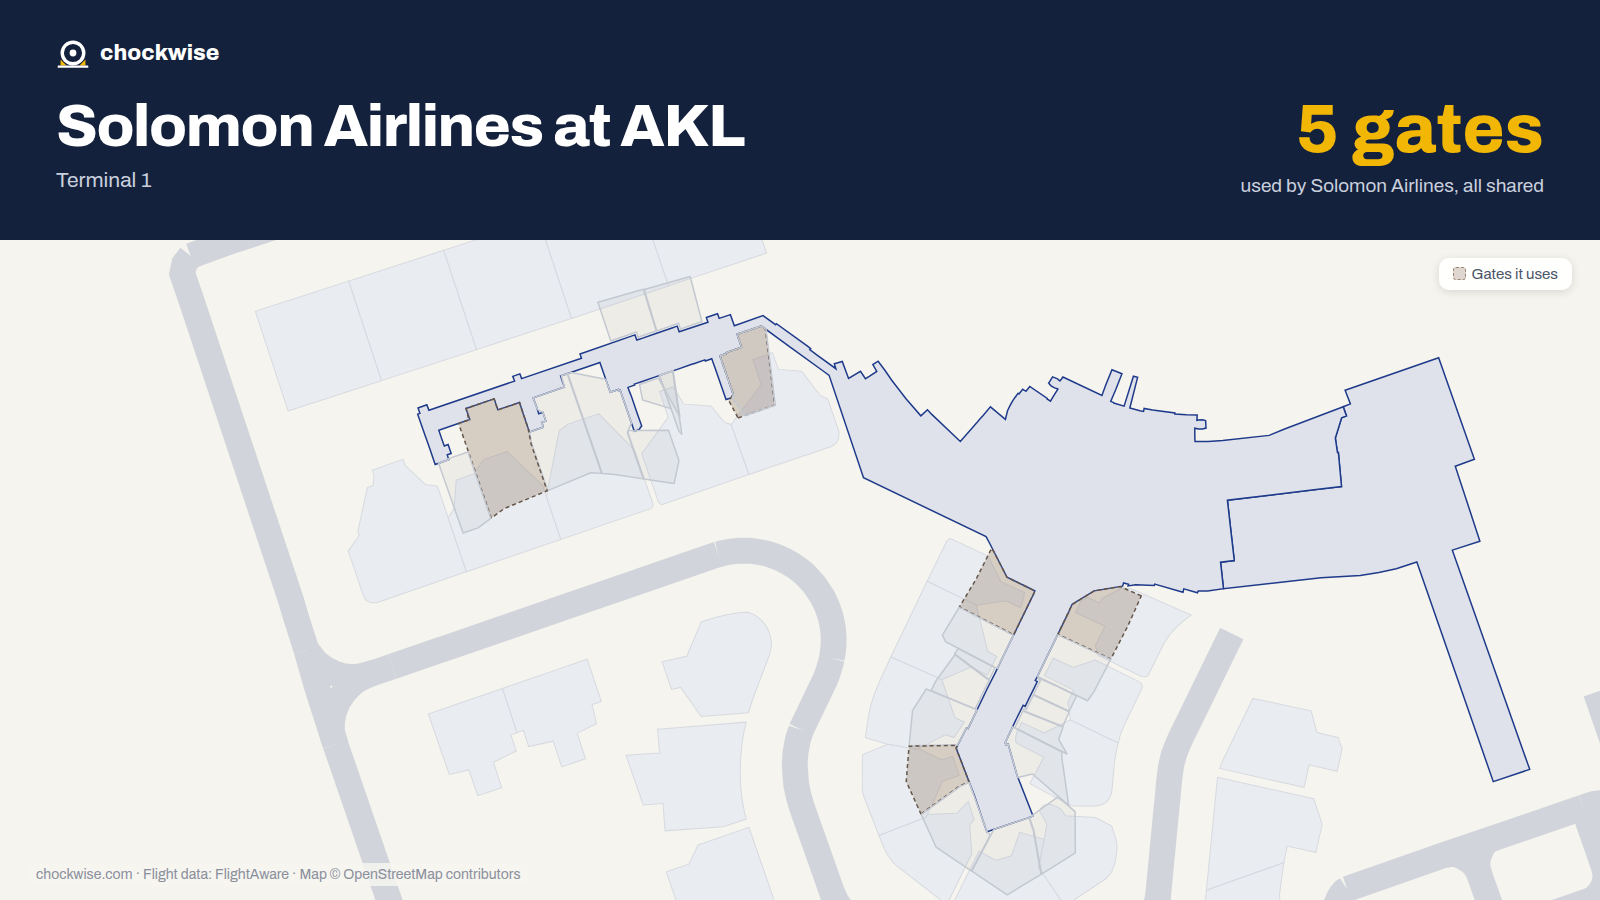 chockwise
Solomon Airlines at AKL
Terminal 1
5 gates
used by Solomon Airlines, all shared
Gates it uses
chockwise.com · Flight data: FlightAware · Map © OpenStreetMap contributors